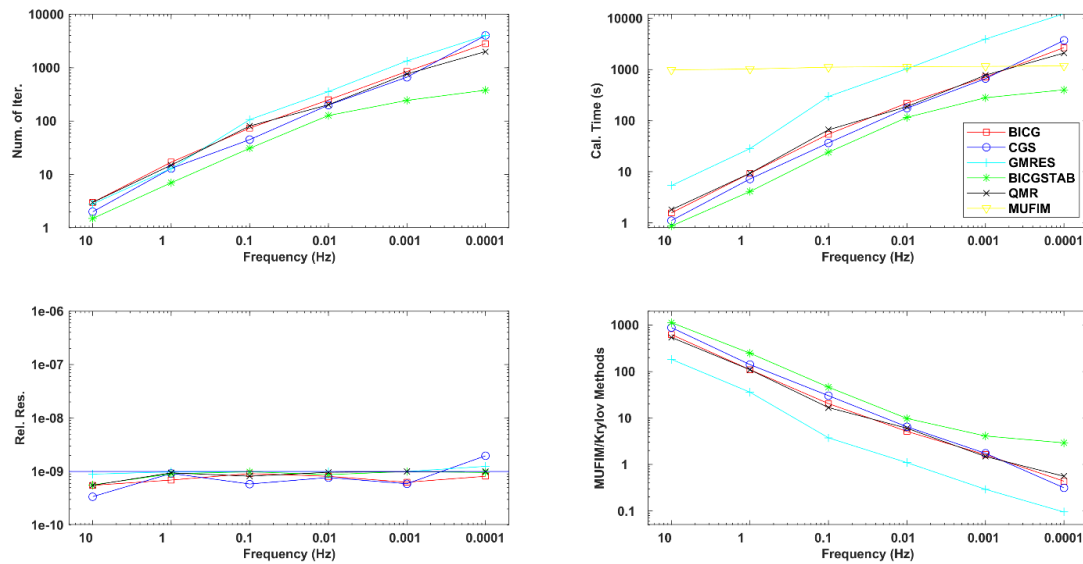 10000
1000
100
10
1
Num. of Iter.
10
1
0.1
0.01
0.001
0.0001
Frequency (Hz)
10000
1000
100
10
1
Cal. Time (s)
10
1
0.1
0.01
0.001
0.0001
Frequency (Hz)
BICG
CGS
GMRES
BICGSTAB
QMR
MUFIM
1e-06
1e-07
1e-08
1e-09
1e-10
Rel. Res.
10
1
0.1
0.01
0.001
0.0001
Frequency (Hz)
1000
100
10
1
0.1
MUFIM/Krylov Methods
10
1
0.1
0.01
0.001
0.0001
Frequency (Hz)